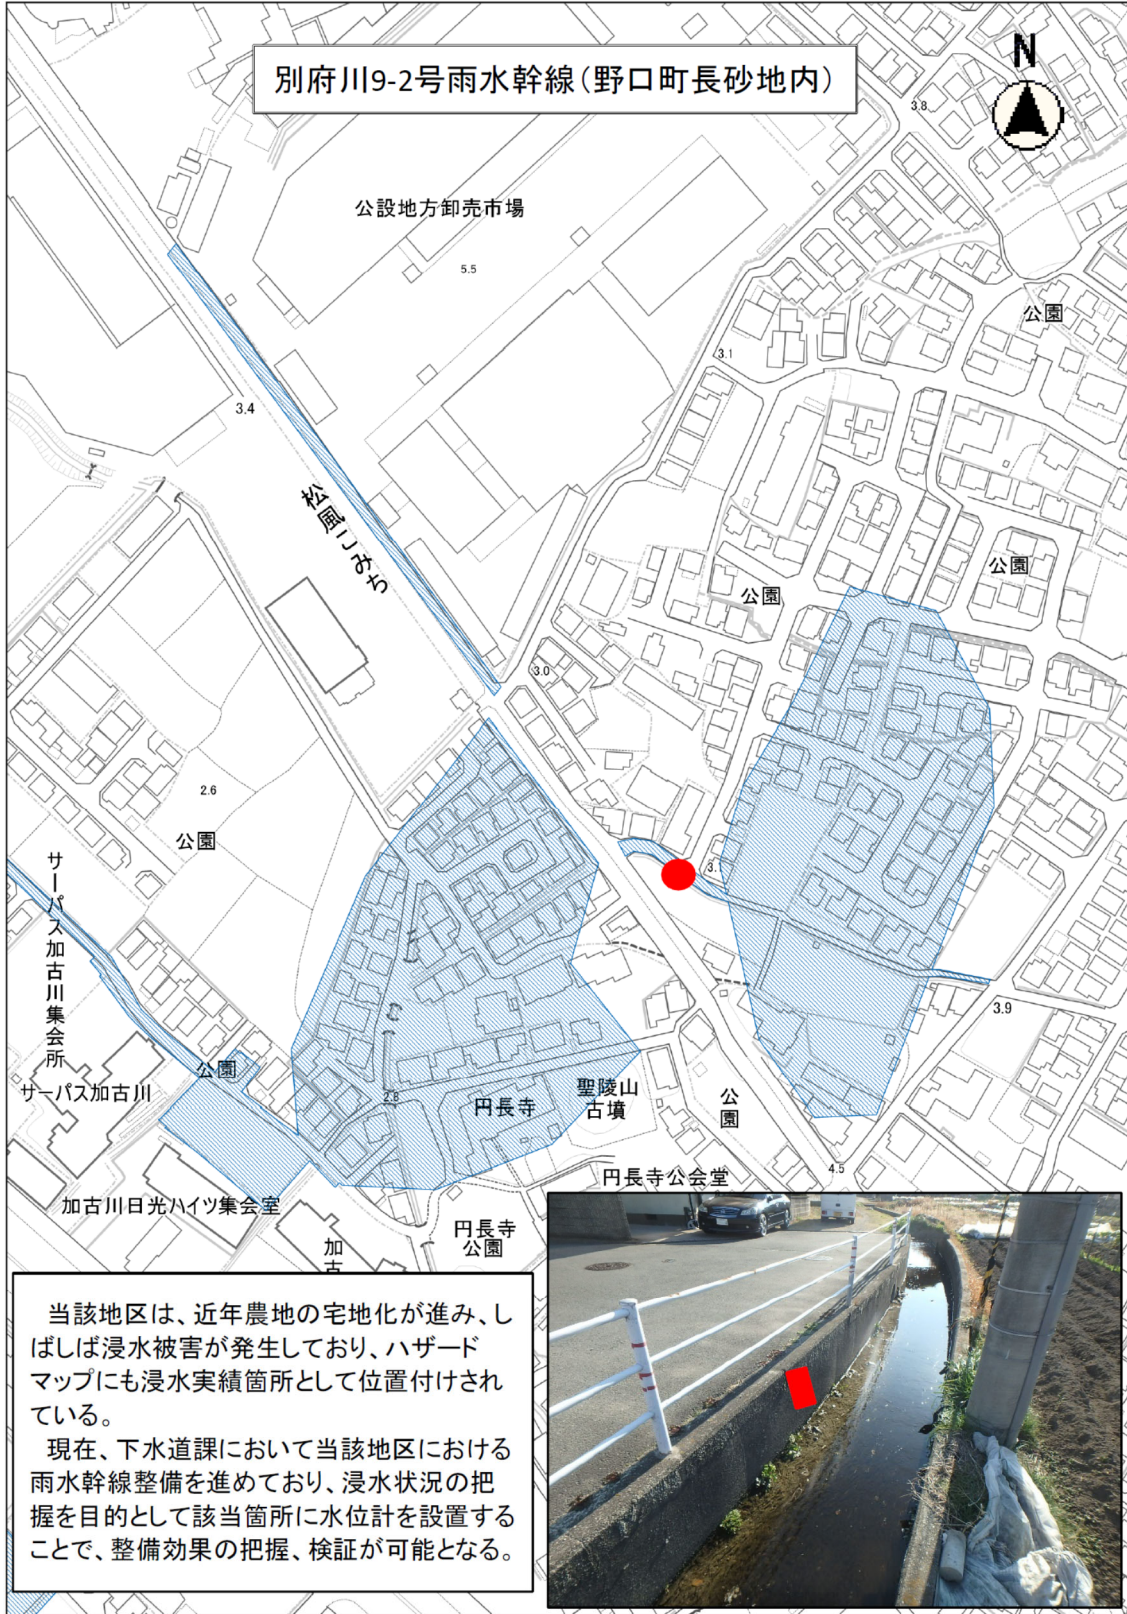 別府川9-2号雨水幹線(野口町長砂地内)
N
3.8
公設地方卸売市場
5.5
公園
3.1
3.4
松風こみち
公園
公園
3.0
2.6
公園
3.1
サーパス加古川集会所
3.9
公園
サーパス加古川
2.8
円長寺
聖陵山
古墳
公園
4.5
円長寺公会堂
加古川日光ハイツ集会室
円長寺
公園
加古
当該地区は、近年農地の宅地化が進み、し
ばしば浸水被害が発生しており、ハザード
マップにも浸水実績箇所として位置付けされ
ている。
現在、下水道課において当該地区における
雨水幹線整備を進めており、浸水状況の把
握を目的として該当箇所に水位計を設置する
ことで、整備効果の把握、検証が可能となる。